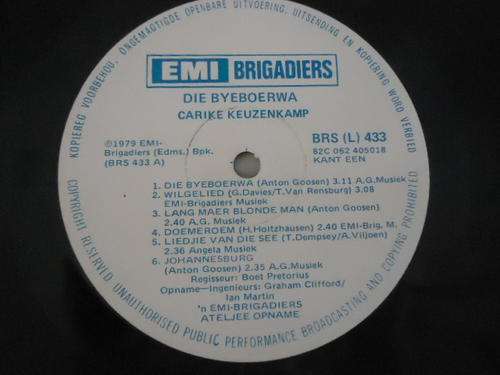 KOPIEREG VOORBEHOU. ONGEMAGTIGDE OPENBARE UITVOERING, UITSENDING EN KOPIERING WORD VERBIED
EMI BRIGADIERS
DIE BYEBOERWA
CARIKE KEUZENKAMP
℗1979 EMI-
Brigadiers (Edms.) Bpk.
(BRS 433 A)
BRS (L) 433
82C 062 405018
KANT EEN
1. DIE BYEBOERWA (Anton Goosen) 3.11 A.G.Musiek
2. WILGELIED (G.Davies/T.Van Rensburg) 3.08
EMI-Brigadiers Musiek
3. LANG MAER BLONDE MAN (Anton Goosen)
2.40 A.G. Musiek
4. DOEMEROEM (H.Holtzhausen) 2.40 EMI-Brig. M.
5. LIEDJIE VAN DIE SEE (T.Dempsey/A.Viljoen)
2.36 Angela Musiek
6. JOHANNESBURG
(Anton Goosen) 2.35 A.G.Musiek
Regisseur: Boet Pretorius
Opname-Ingenieurs: Graham Clifford/
Ian Martin
'n EMI-BRIGADIERS
ATELJEE OPNAME
COPYRIGHTS RESERVED. UNAUTHORISED PUBLIC PERFORMANCE BROADCASTING AND COPYING PROHIBITED